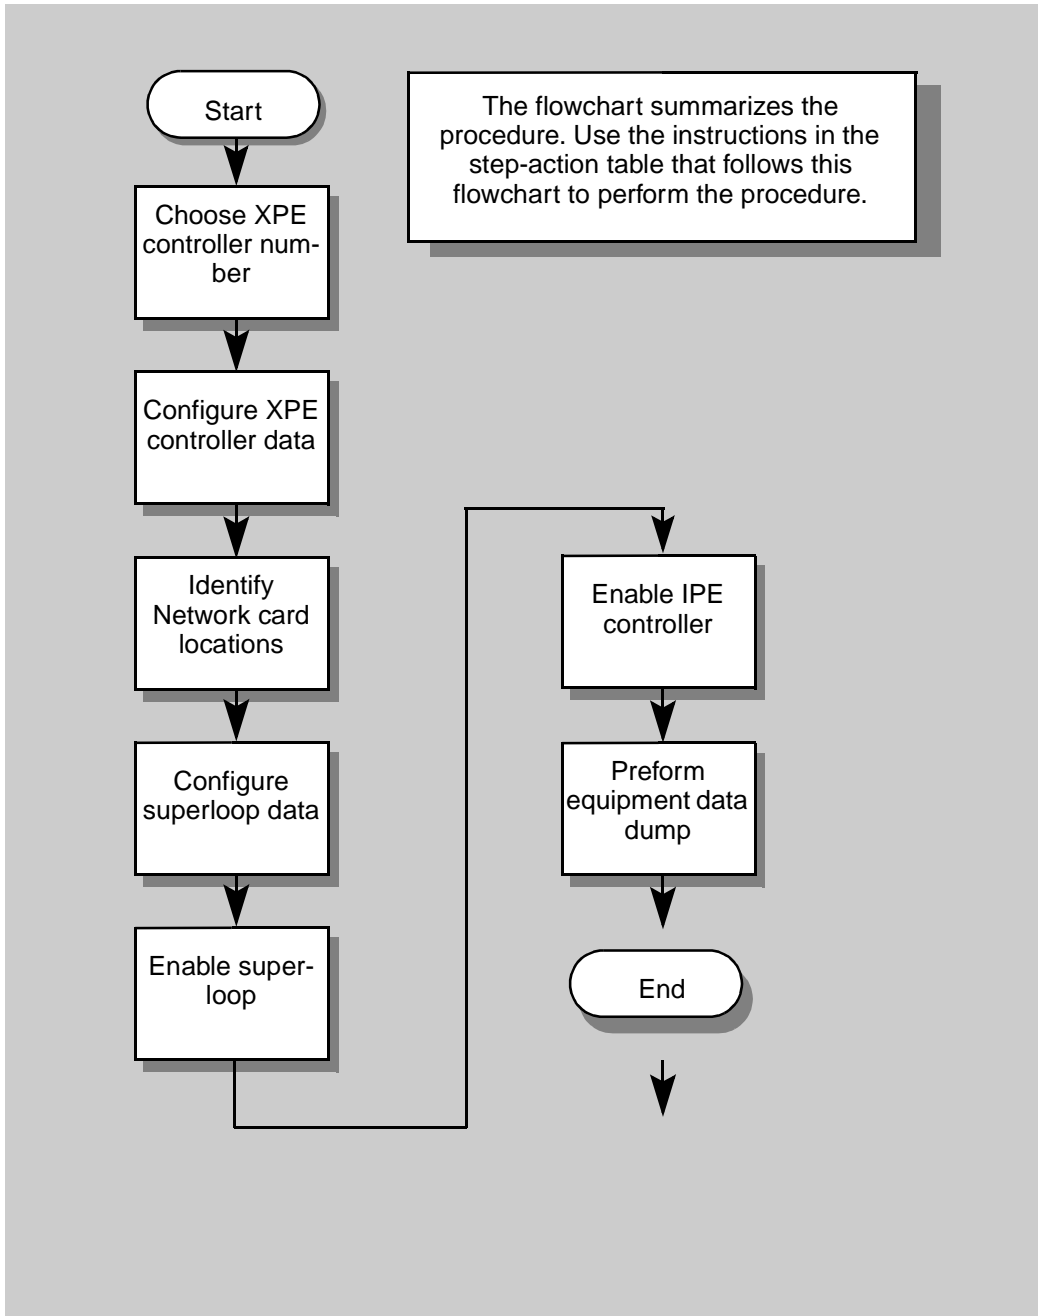 Start
The flowchart summarizes the
procedure. Use the instructions in the
step-action table that follows this
flowchart to perform the procedure.
Choose XPE
controller num-
ber
Configure XPE
controller data
Identify
Network card
locations
Configure
superloop data
Enable super-
loop
Enable IPE
controller
Preform
equipment data
dump
End